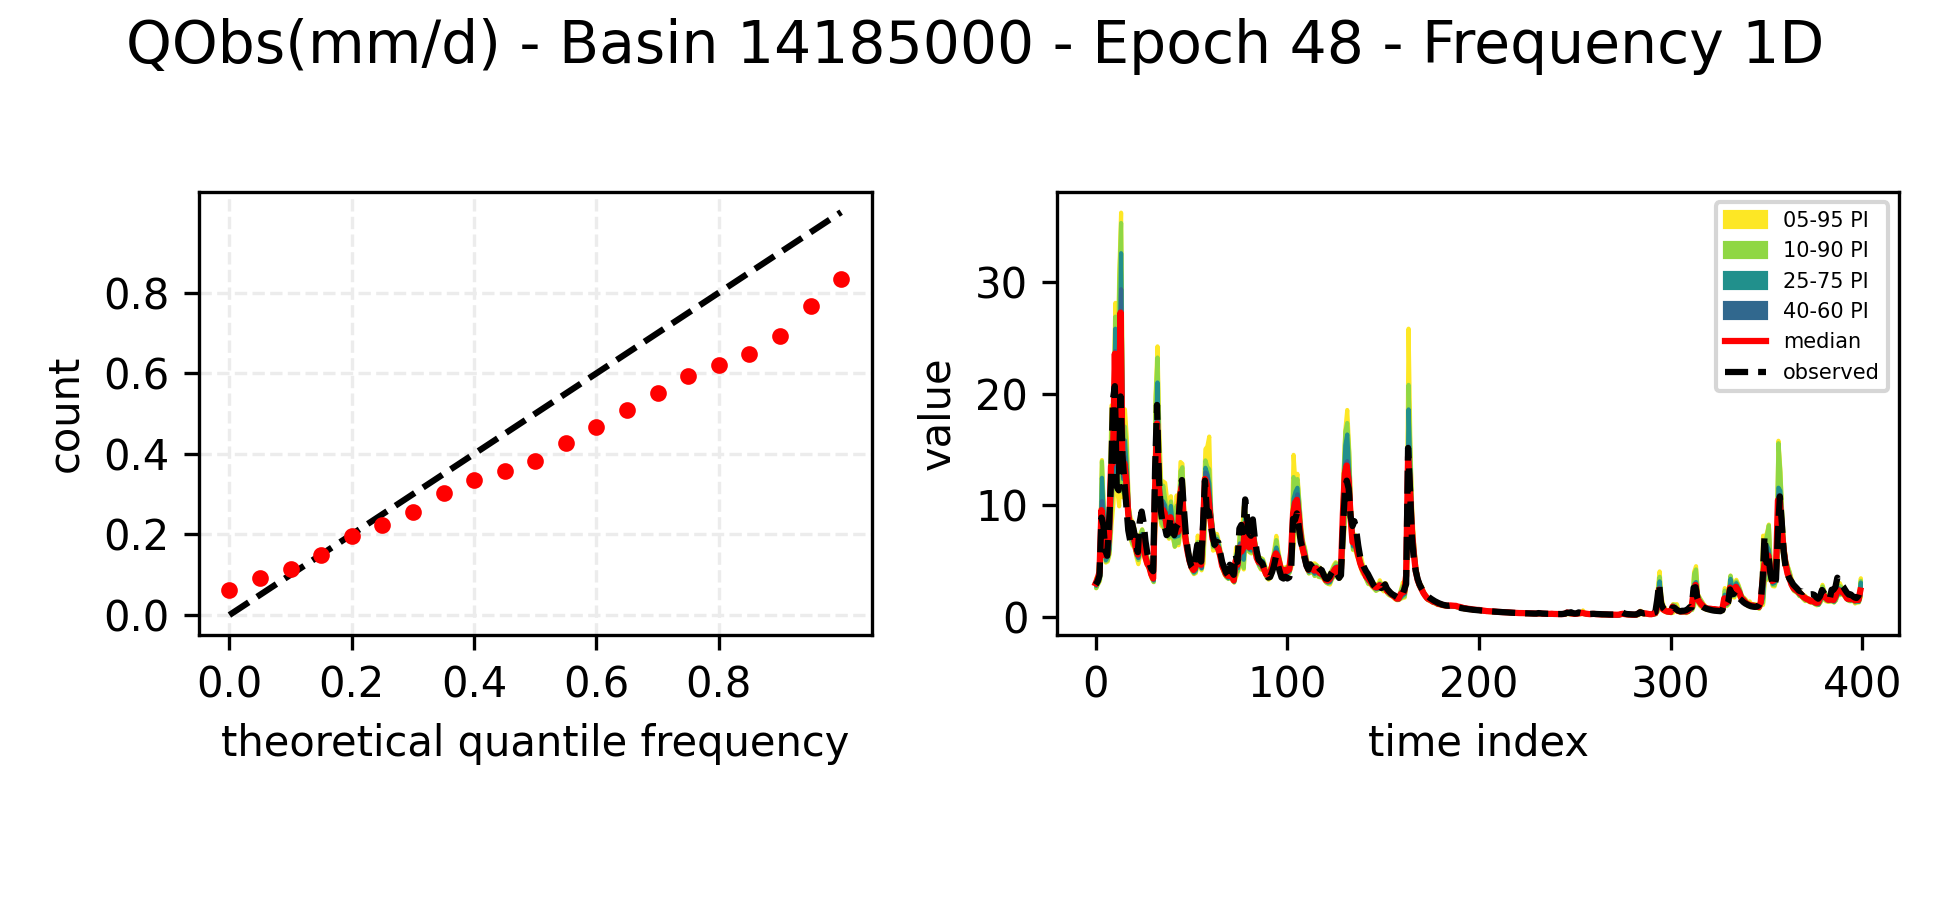 QObs(mm/d) - Basin 14185000 - Epoch 48 - Frequency 1D
count
0.8
0.6
0.4
0.2
0.0
0.0 0.2 0.4 0.6 0.8
theoretical quantile frequency
value
30
20
10
0
0 100 200 300 400
time index
05-95 PI
10-90 PI
25-75 PI
40-60 PI
median
observed